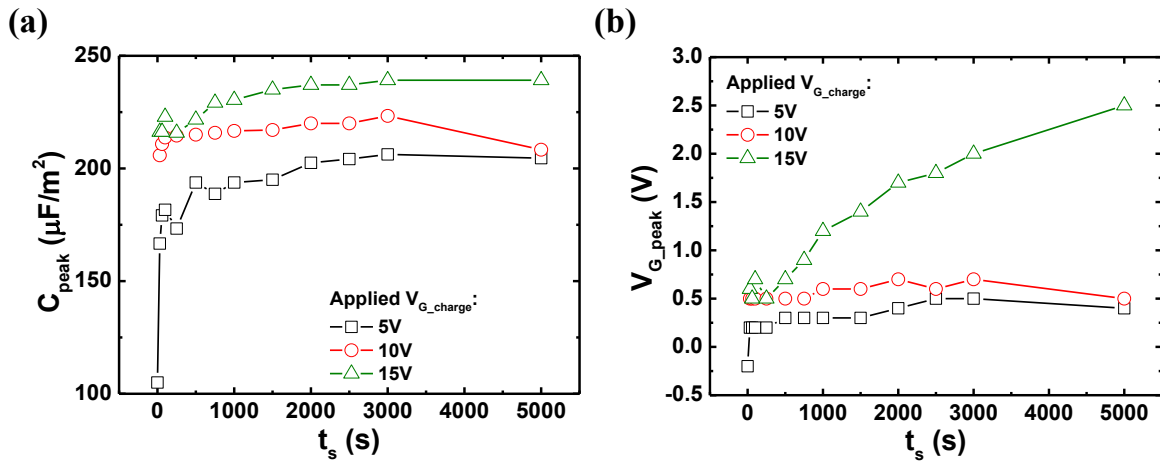 (a)
250
200
150
100
C_peak (μF/m²)
Applied V_G_charge:
5V
10V
15V
0 1000 2000 3000 4000 5000
t_s (s)
(b)
3.0
2.5
2.0
1.5
1.0
0.5
0.0
-0.5
V_G_peak (V)
Applied V_G_charge:
5V
10V
15V
0 1000 2000 3000 4000 5000
t_s (s)